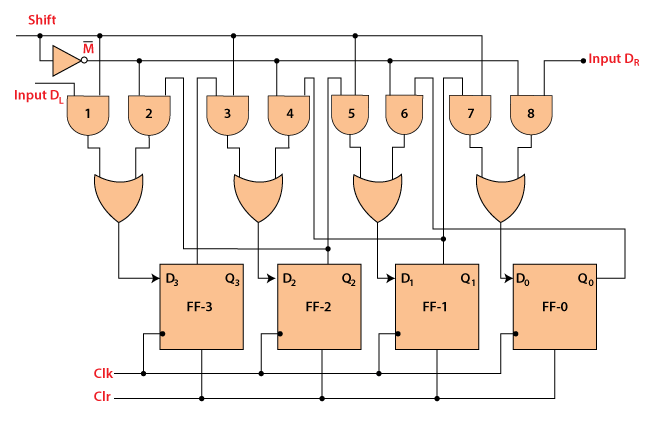 Shift
M̅
Input D_R
Input D_L
1 2 3 4 5 6 7 8
D₃ Q₃ D₂ Q₂ D₁ Q₁ D₀ Q₀
FF-3 FF-2 FF-1 FF-0
Clk
Clr